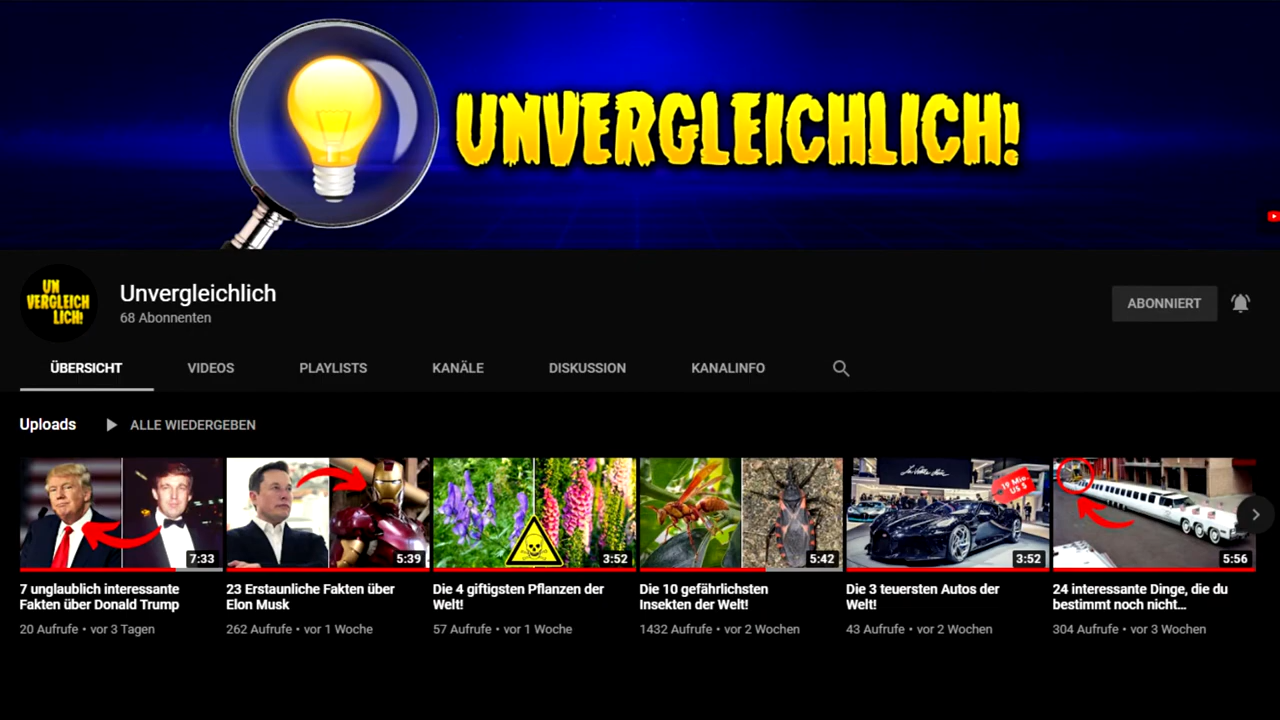 UNVERGLEICHLICH!
UN
VERGLEICH
LICH!
Unvergleichlich
68 Abonnenten
ABONNIERT
ÜBERSICHT VIDEOS PLAYLISTS KANÄLE DISKUSSION KANALINFO
Uploads ALLE WIEDERGEBEN
19 Mio.
US $
7:33 5:39 3:52 5:42 3:52 5:56
7 unglaublich interessante
Fakten über Donald Trump
20 Aufrufe • vor 3 Tagen
23 Erstaunliche Fakten über
Elon Musk
262 Aufrufe • vor 1 Woche
Die 4 giftigsten Pflanzen der
Welt!
57 Aufrufe • vor 1 Woche
Die 10 gefährlichsten
Insekten der Welt!
1432 Aufrufe • vor 2 Wochen
Die 3 teuersten Autos der
Welt!
43 Aufrufe • vor 2 Wochen
24 interessante Dinge, die du
bestimmt noch nicht...
304 Aufrufe • vor 3 Wochen